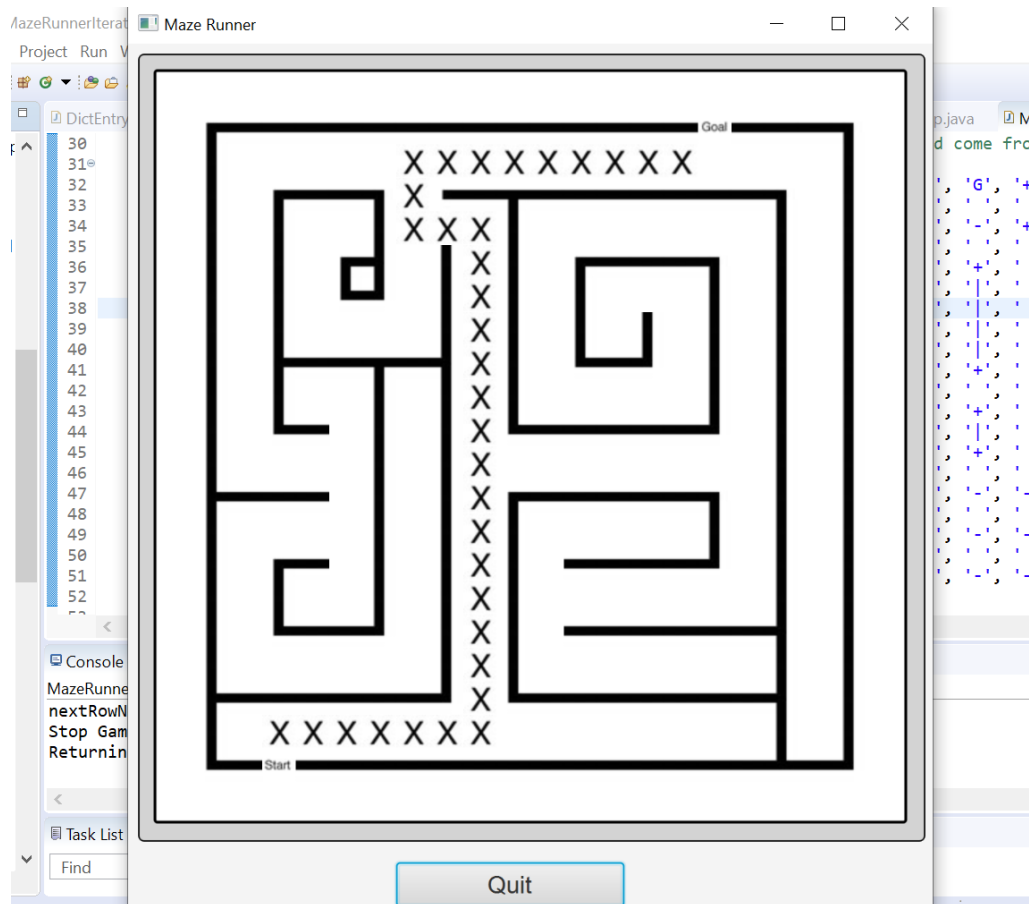 MazeRunnerIterat
Maze Runner
Project Run
DictEntry
p.java
30
d come fro
31
32
', 'G', '+
33
', ' ', '
34
', '-', '+
35
', ' ', '
36
', '+', '
37
', '|', '
38
', '|', '
39
', '|', '
40
', '|', '
41
', '+', '
42
', ' ', '
43
', '+', '
44
', '|', '
45
', '+', '
46
', ' ', '
47
', '-', '-
48
', ' ', '
49
', '-', '-
50
', ' ', '
51
', '-', '-
52
Goal
X X X X X X X X X
X
X X X
X
X
X
X
X
X
X
X
X
X
X
X
X
X
X X X X X X X
Start
Console
MazeRunne
nextRowN
Stop Gam
Returnin
Task List
Find
Quit